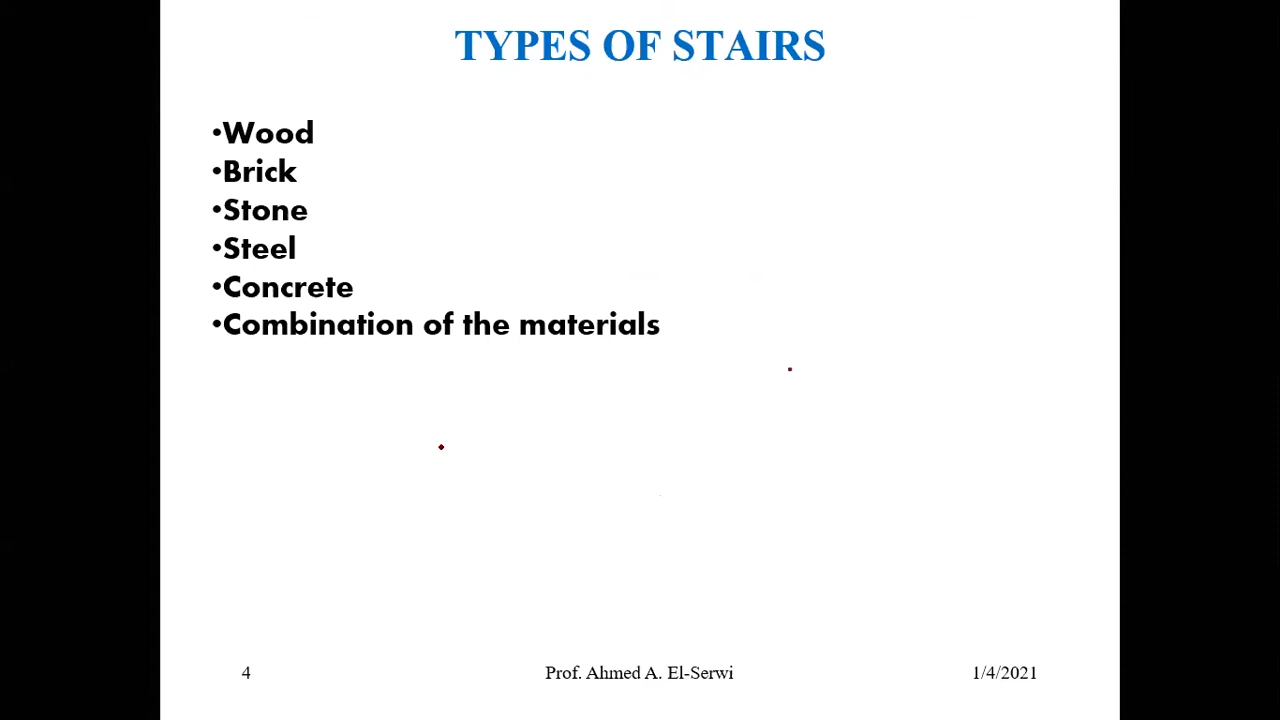 TYPES OF STAIRS
•Wood
•Brick
•Stone
•Steel
•Concrete
•Combination of the materials
4 Prof. Ahmed A. El-Serwi 1/4/2021